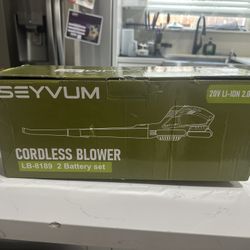 SEYVUM
20V LI-ION 2.0
CORDLESS BLOWER
LB-8189 2 Battery set